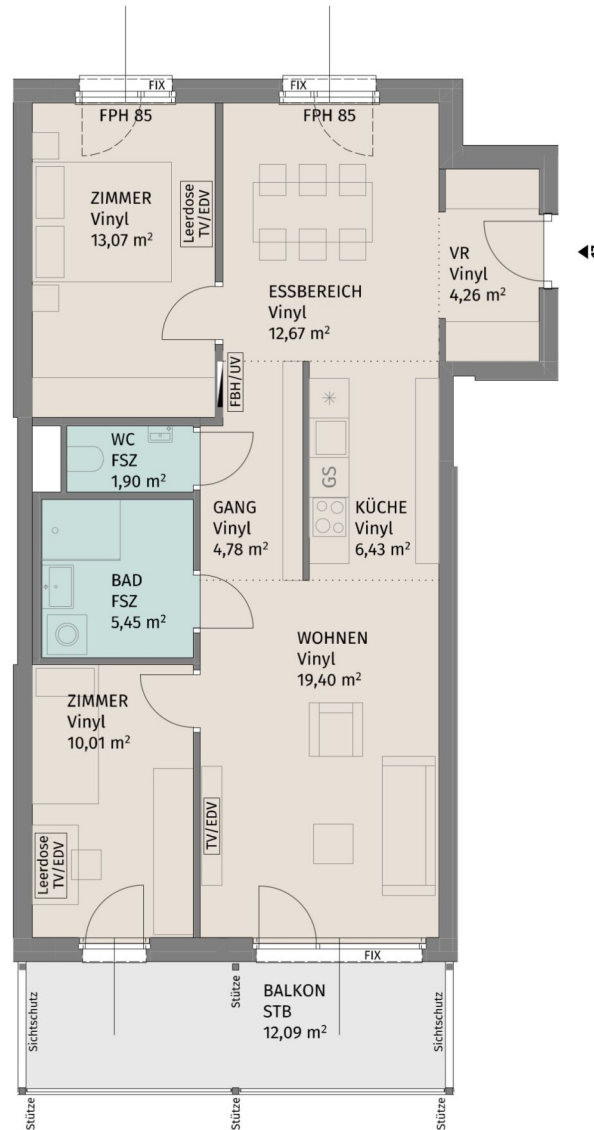 FIX
FIX
FPH 85
FPH 85
ZIMMER
Vinyl
13,07 m²
Leerdose
TV/EDV
VR
Vinyl
4,26 m²
ESSBEREICH
Vinyl
12,67 m²
FBH/UV
WC
FSZ
1,90 m²
GS
GANG
Vinyl
4,78 m²
KÜCHE
Vinyl
6,43 m²
BAD
FSZ
5,45 m²
WOHNEN
Vinyl
19,40 m²
ZIMMER
Vinyl
10,01 m²
TV/EDV
Leerdose
TV/EDV
FIX
BALKON
STB
12,09 m²
Stütze
Sichtschutz
Sichtschutz
Stütze
Stütze
Stütze